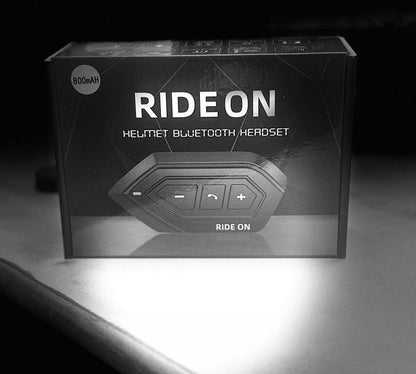 800mAH
RIDE ON
HELMET BLUETOOTH HEADSET
RIDE ON